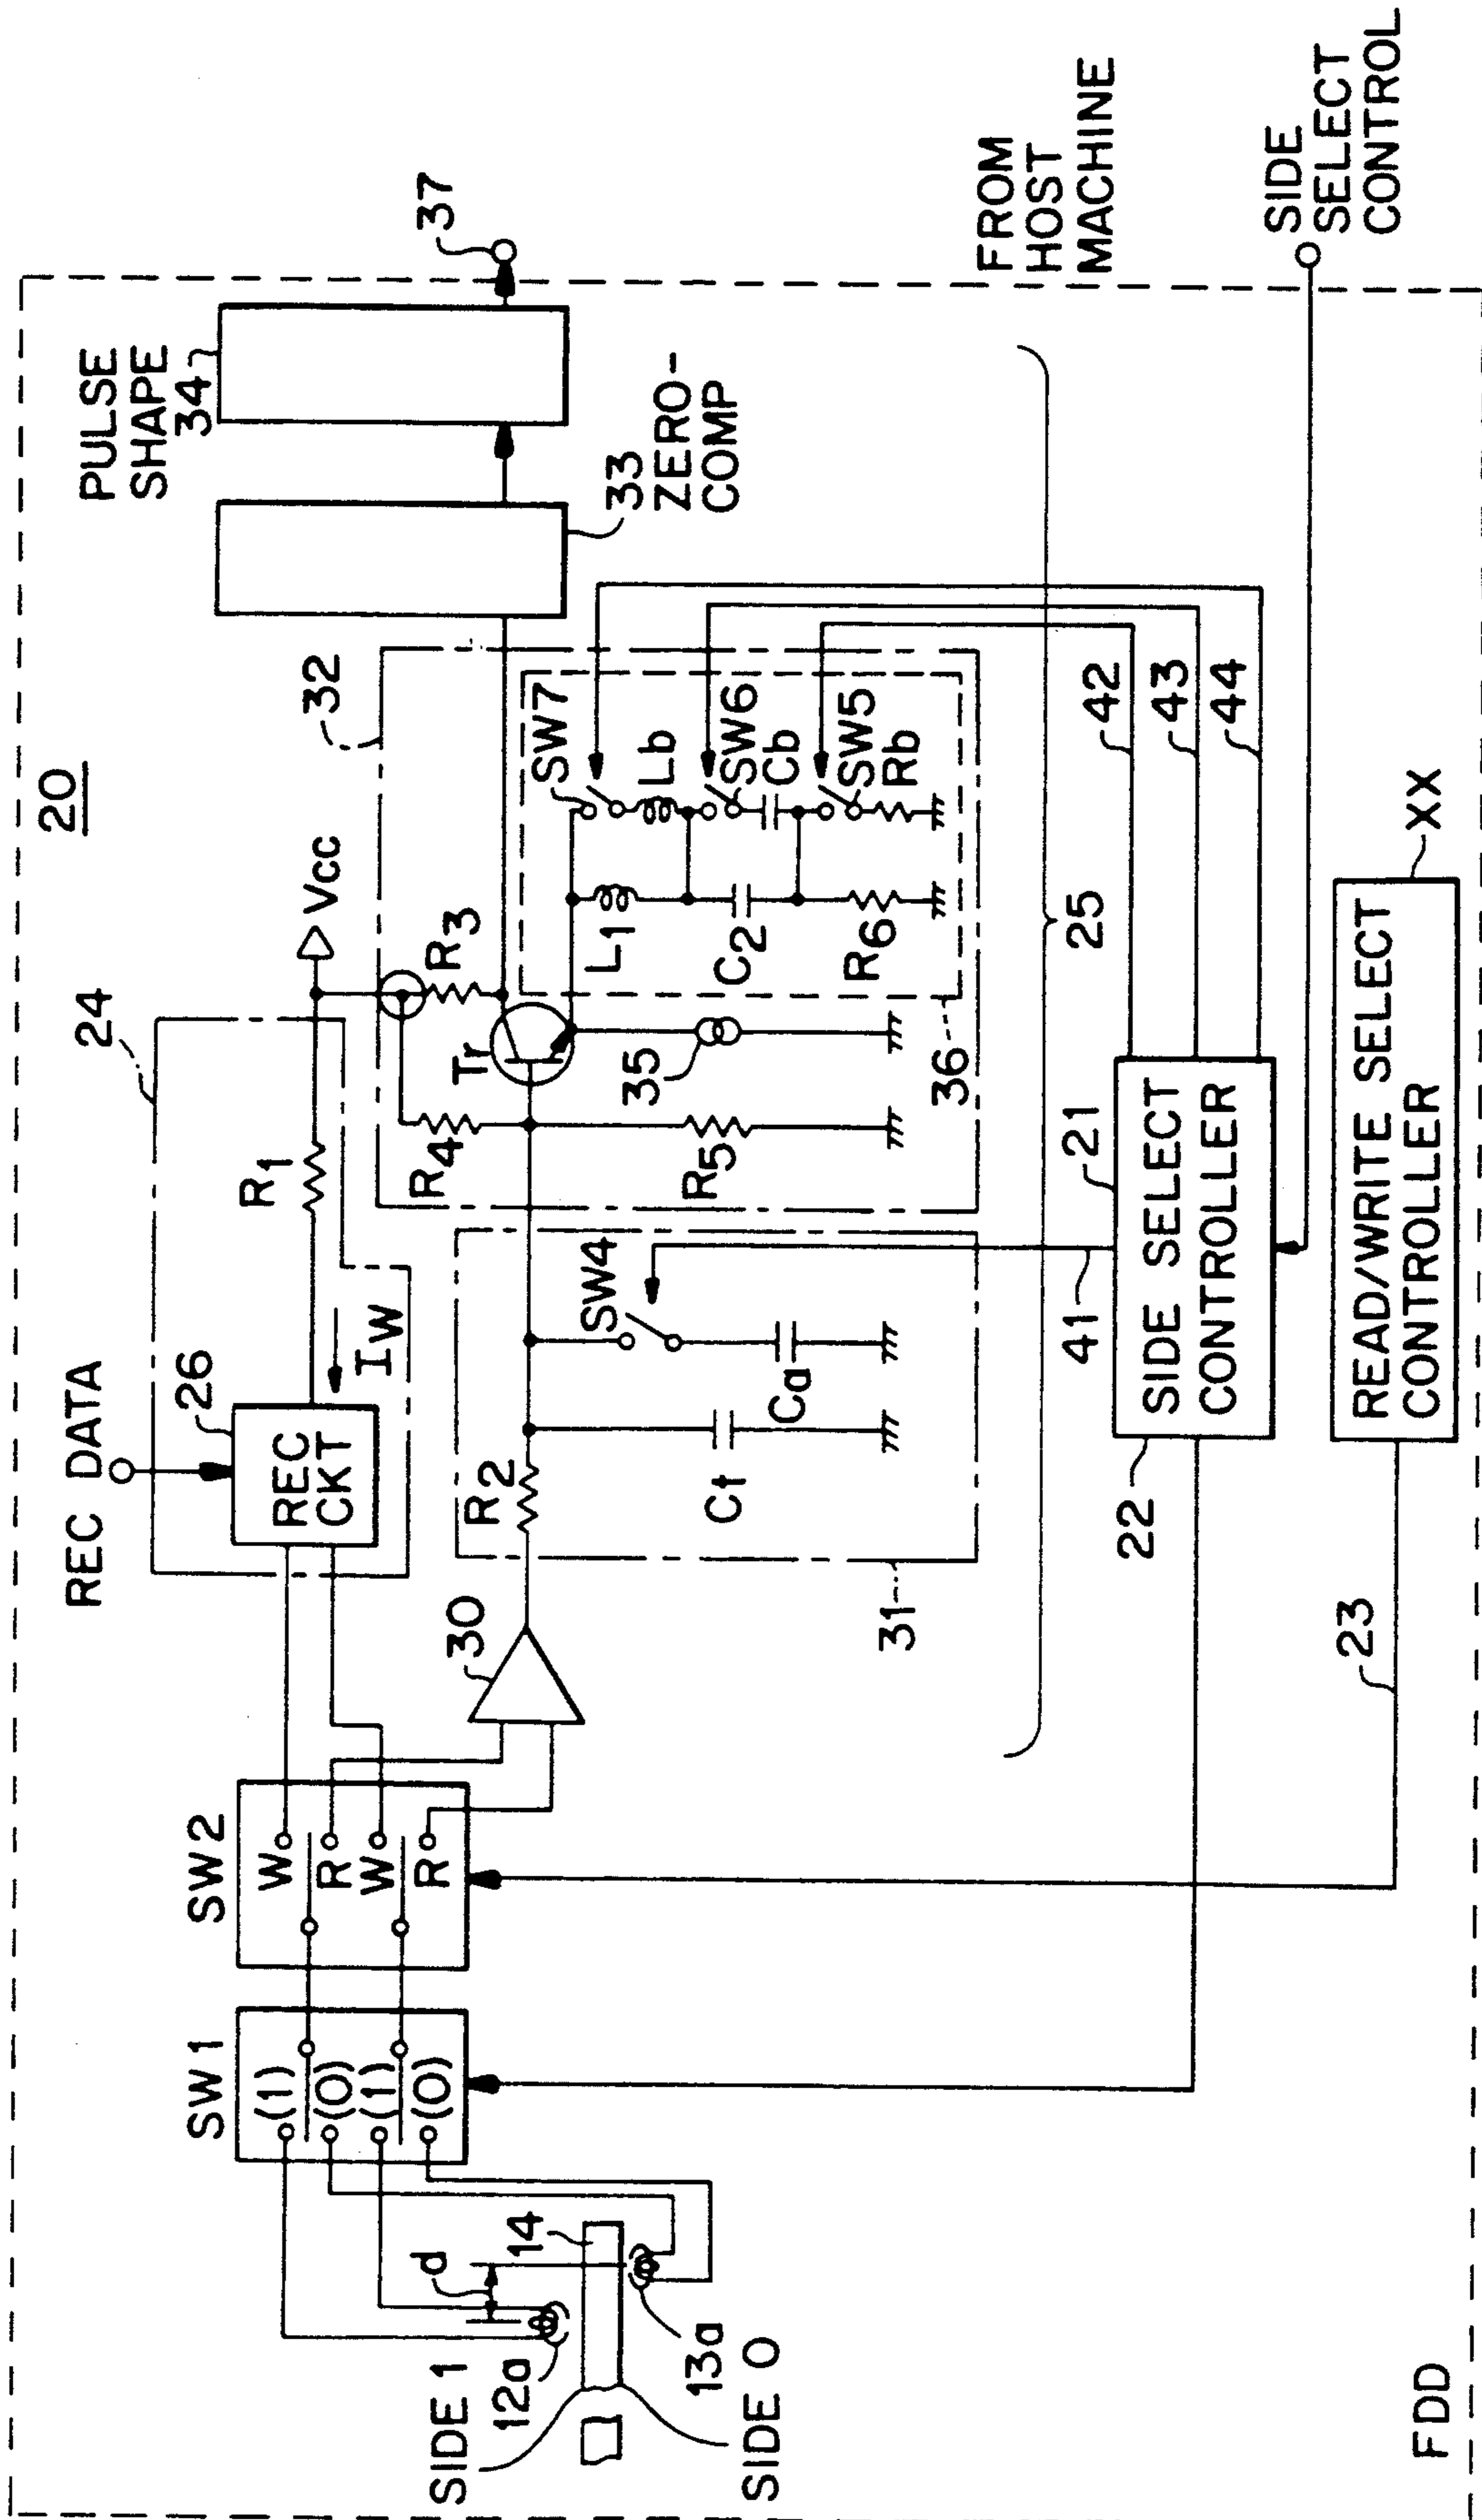 20
REC DATA
24
26
REC
CKT
IW
R1
Vcc
32
PULSE
SHAPE
34
37
33
ZERO-
COMP
SW1
(1)
(0)
(1)
(0)
SW2
W
R
W
R
30
R2
Ct
Ca
SW4
31
R4
R5
Tr
R3
35
36
L1
C2
R6
SW7
Lb
SW6
Cb
SW5
Rb
SIDE 1
12a
d
14
13a
SIDE 0
25
FROM
HOST
MACHINE
41
42
43
44
22
21
SIDE SELECT
CONTROLLER
SIDE
SELECT
CONTROL
23
READ/WRITE SELECT
CONTROLLER
XX
FDD